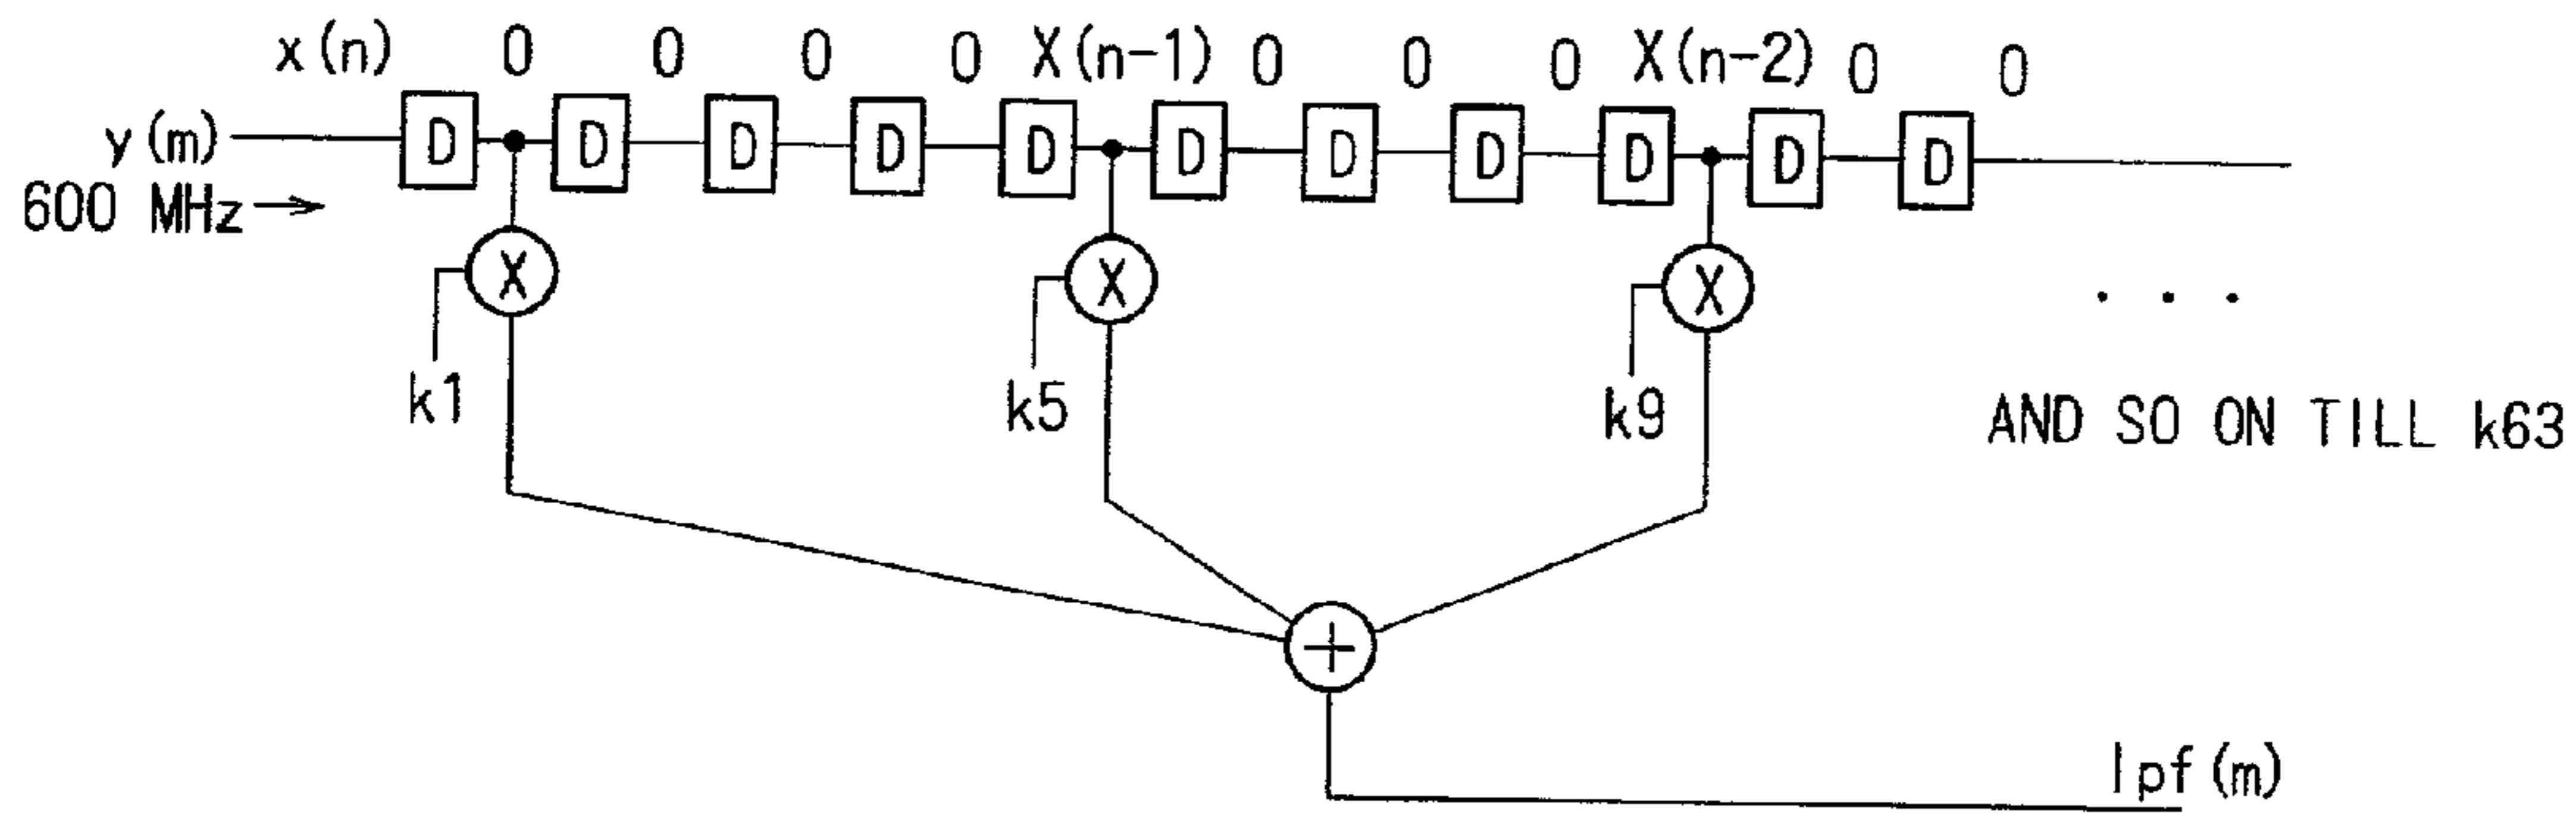 x(n) 0 0 0 0 X(n-1) 0 0 0 X(n-2) 0 0
y(m) D D D D D D D D D D D
600 MHz
X X X
k1 k5 k9
AND SO ON TILL k63
+
lpf(m)